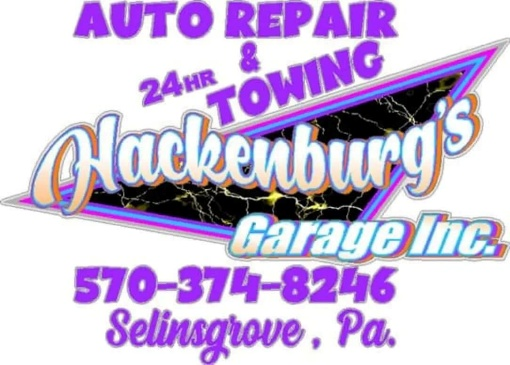 AUTO REPAIR
&
24HR TOWING
Hackenburg's
Garage Inc.
570-374-8246
Selinsgrove, Pa.